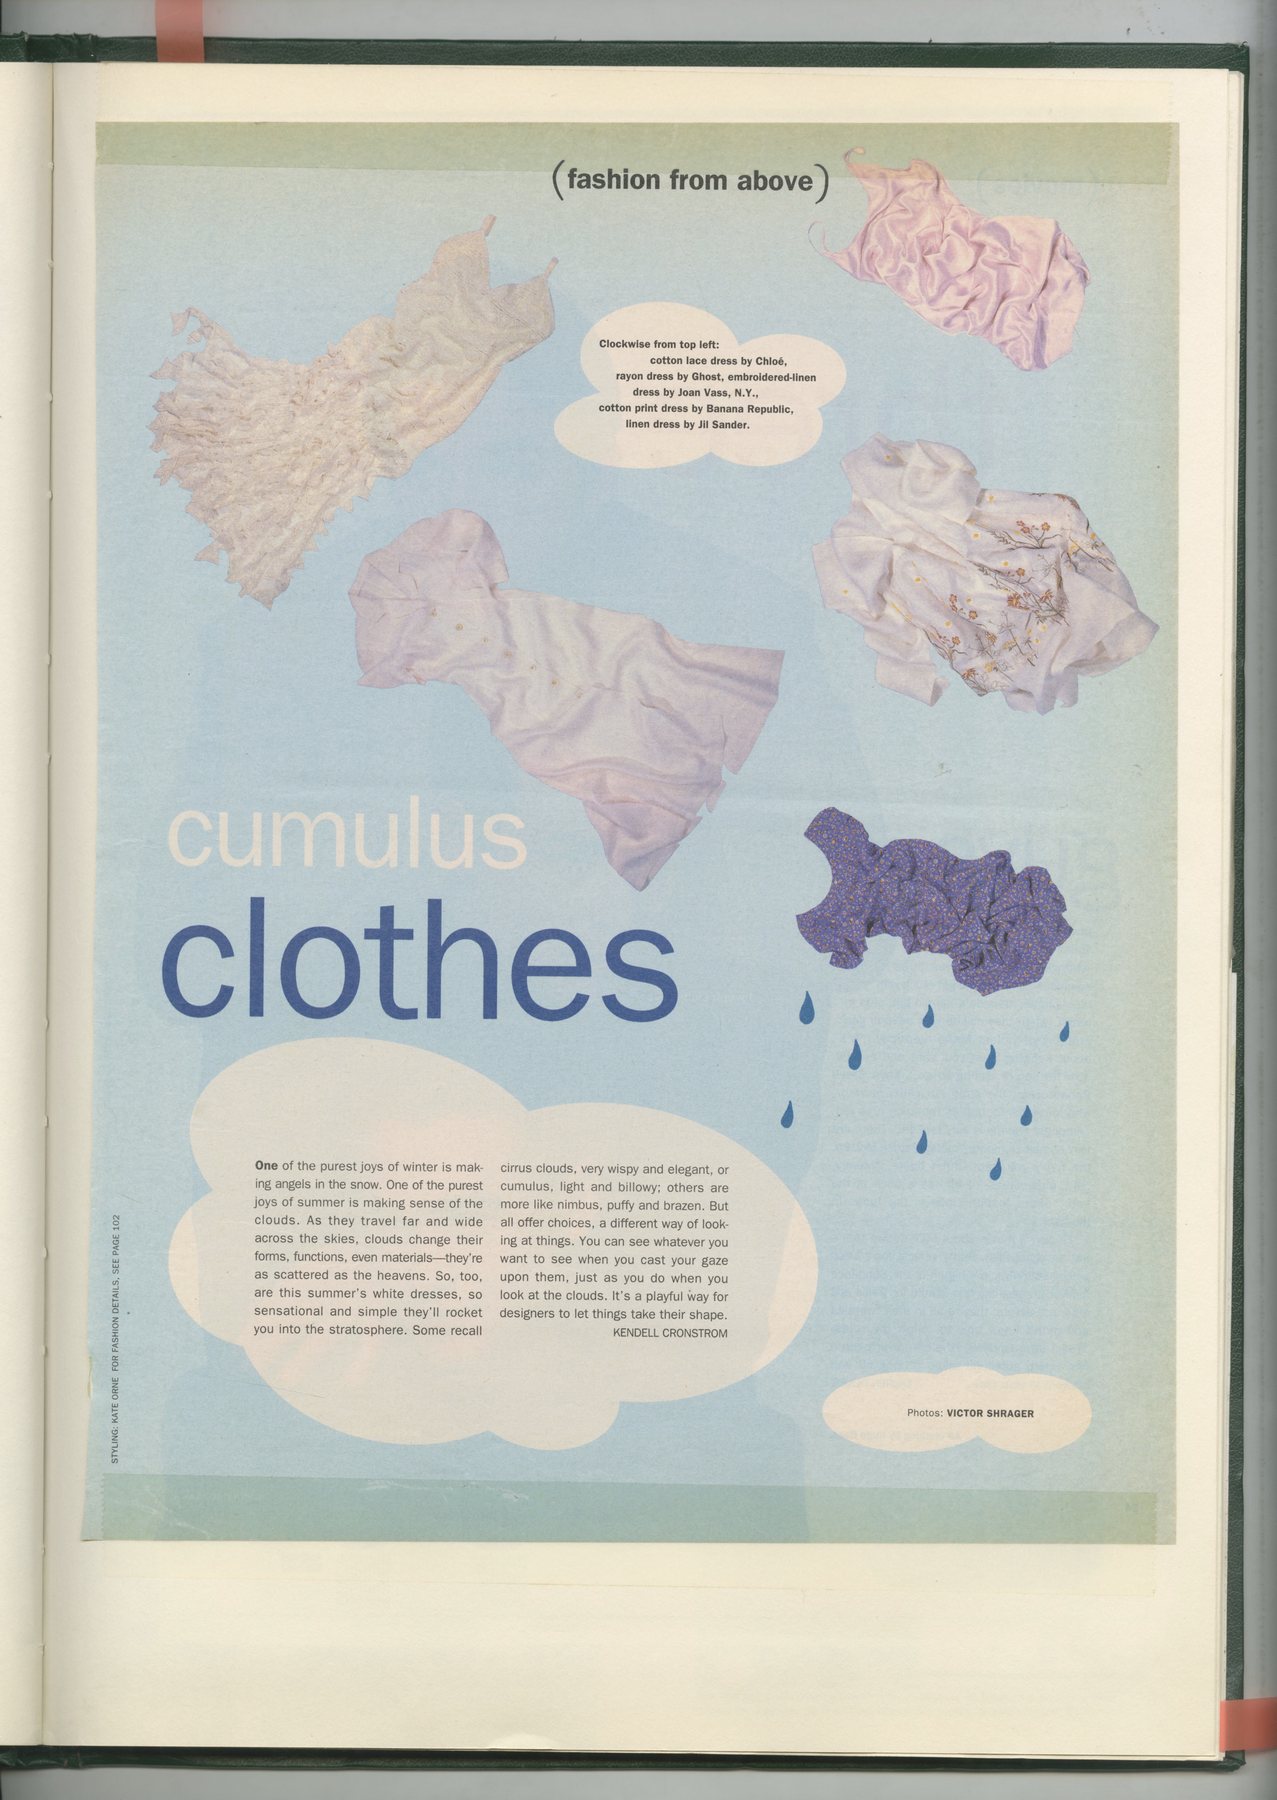 (fashion from above)
Clockwise from top left:
cotton lace dress by Chloé,
rayon dress by Ghost, embroidered-linen
dress by Joan Vass, N.Y.,
cotton print dress by Banana Republic,
linen dress by Jil Sander.
cumulus
clothes
One of the purest joys of winter is mak-
ing angels in the snow. One of the purest
joys of summer is making sense of the
clouds. As they travel far and wide
across the skies, clouds change their
forms, functions, even materials—they're
as scattered as the heavens. So, too,
are this summer's white dresses, so
sensational and simple they'll rocket
you into the stratosphere. Some recall
cirrus clouds, very wispy and elegant, or
cumulus, light and billowy; others are
more like nimbus, puffy and brazen. But
all offer choices, a different way of look-
ing at things. You can see whatever you
want to see when you cast your gaze
upon them, just as you do when you
look at the clouds. It's a playful way for
designers to let things take their shape.
KENDELL CRONSTROM
Photos: VICTOR SHRAGER
STYLING: KATE ORNE FOR FASHION DETAILS, SEE PAGE 102